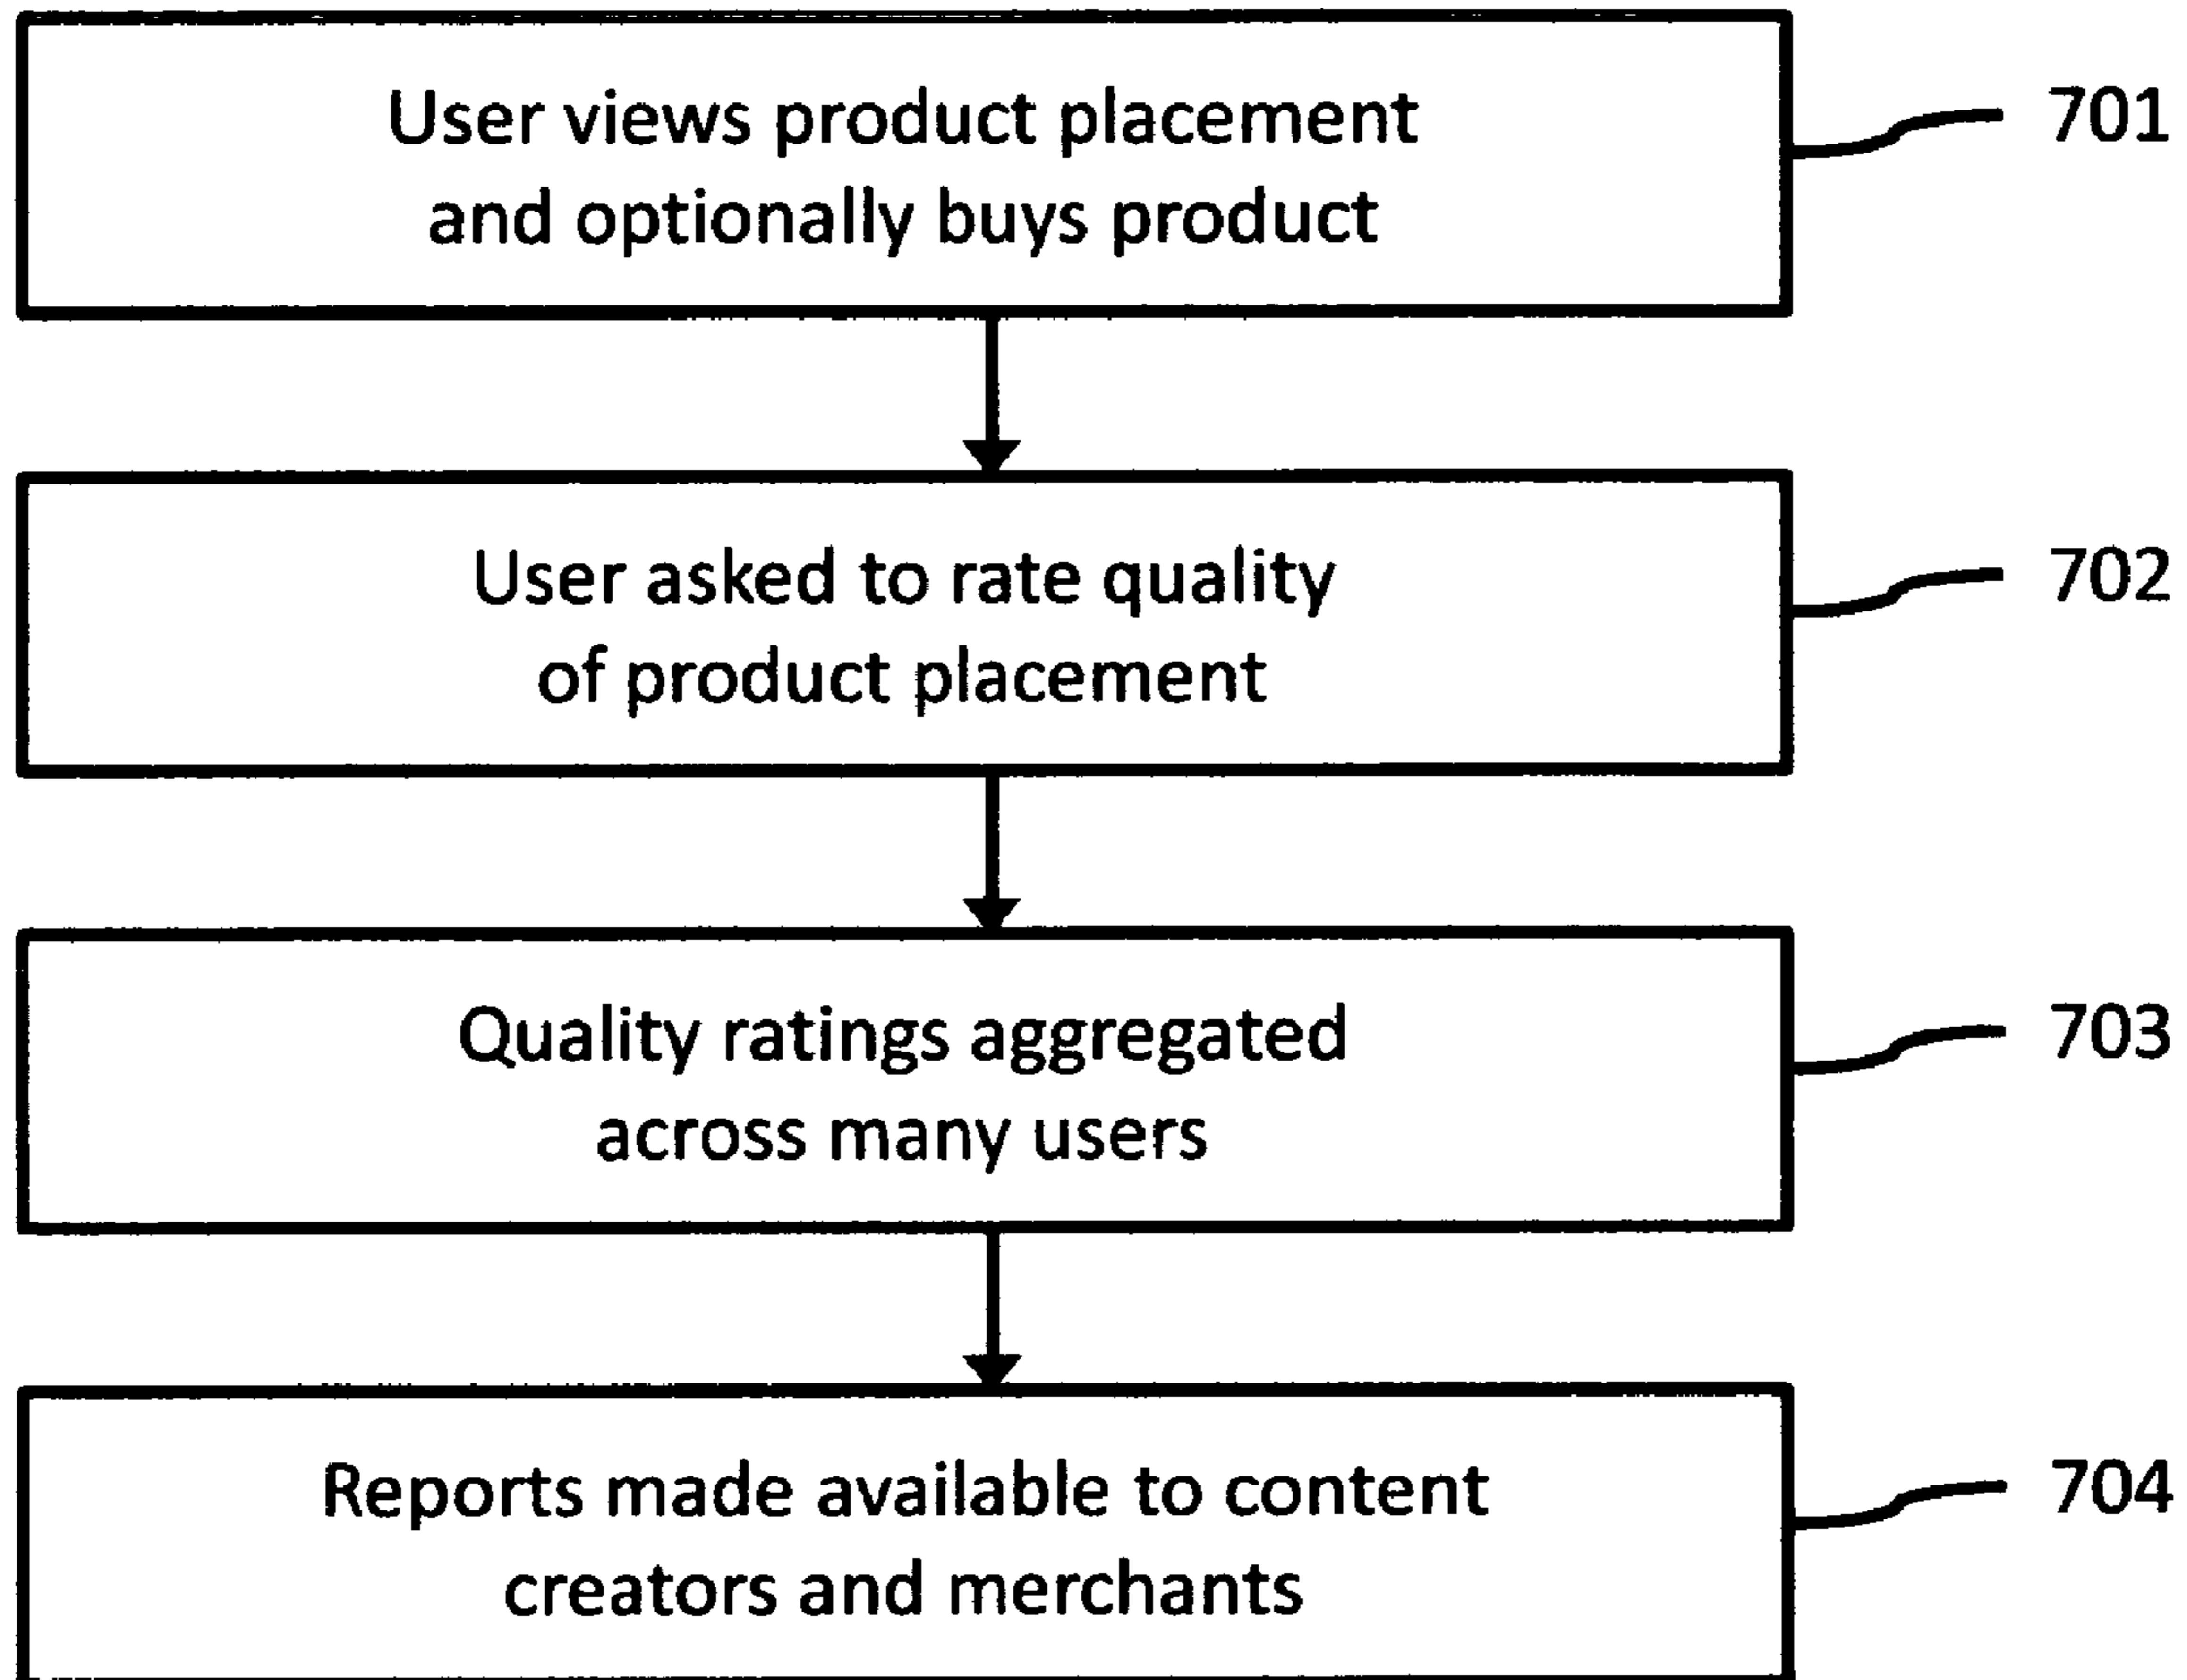 User views product placement
and optionally buys product
701
User asked to rate quality
of product placement
702
Quality ratings aggregated
across many users
703
Reports made available to content
creators and merchants
704